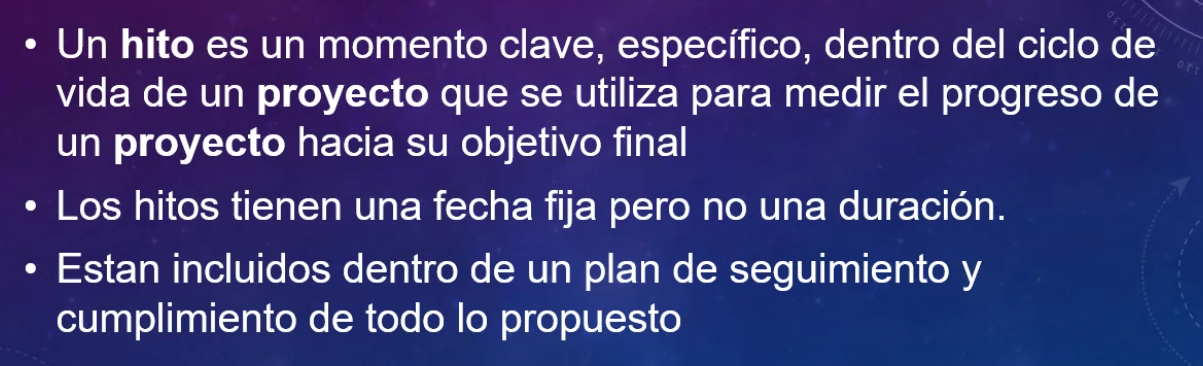 • Un hito es un momento clave, específico, dentro del ciclo de
vida de un proyecto que se utiliza para medir el progreso de
un proyecto hacia su objetivo final
• Los hitos tienen una fecha fija pero no una duración.
• Estan incluidos dentro de un plan de seguimiento y
cumplimiento de todo lo propuesto